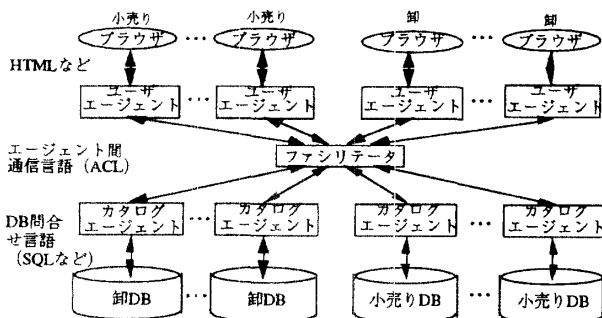 小売り … 小売り 卸 … 卸
ブラウザ … ブラウザ ブラウザ … ブラウザ
HTMLなど
ユーザ ユーザ ユーザ ユーザ
エージェント … エージェント エージェント … エージェント
エージェント間
通信言語（ACL）
ファシリテータ
DB問合
せ言語
（SQLなど）
カタログ カタログ カタログ カタログ
エージェント … エージェント エージェント … エージェント
卸DB … 卸DB 小売りDB … 小売りDB